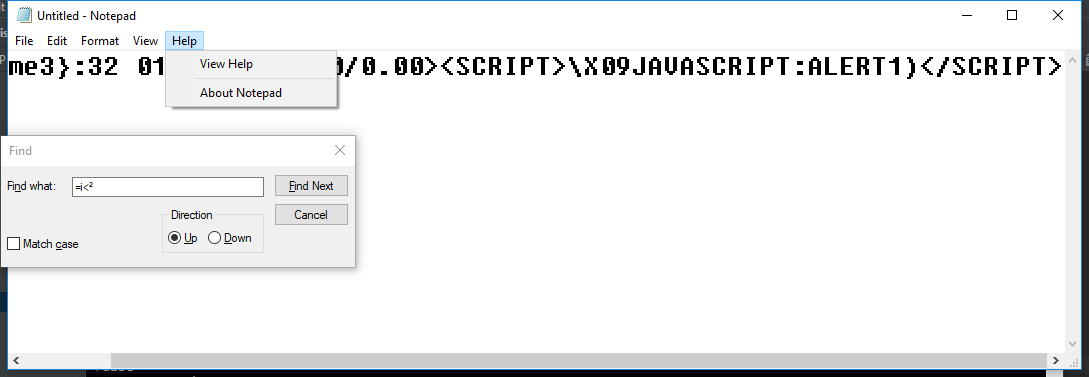 Untitled - Notepad
File Edit Format View Help
me3}:32 01 0/0.00><SCRIPT>\X09JAVASCRIPT:ALERT1)</SCRIPT>
View Help
About Notepad
Find
Find what: =i<² Find Next
Cancel
Direction
Up Down
Match case